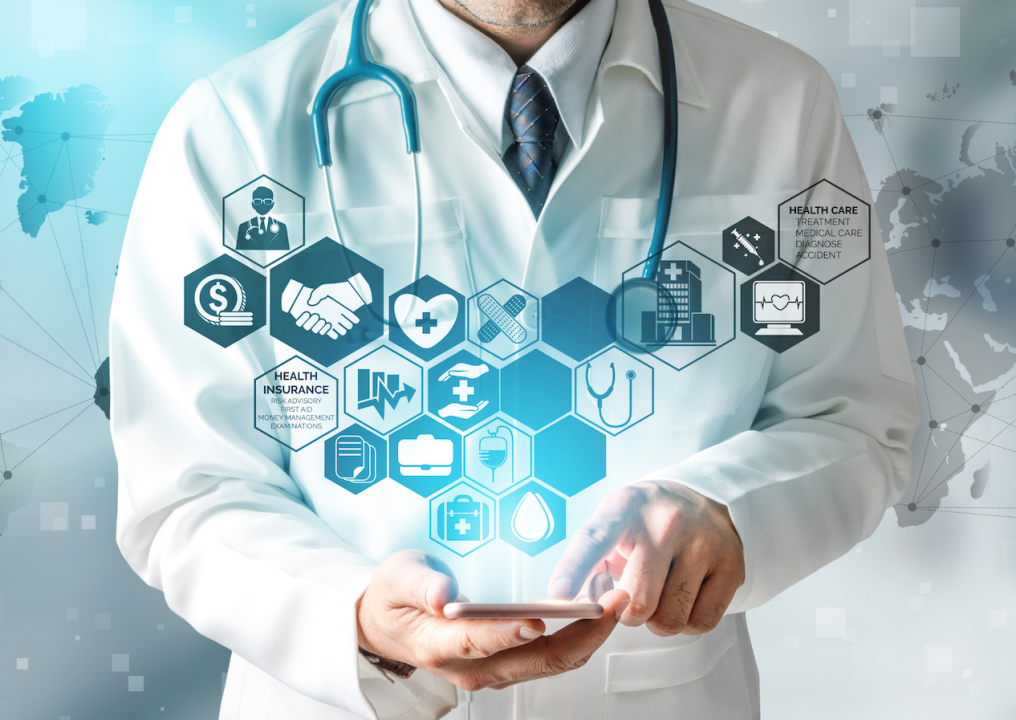 HEALTH CARE
TREATMENT
MEDICAL CARE
DIAGNOSE
ACCIDENT
$
HEALTH
INSURANCE
RISK ADVISORY
FIRST AID
MONEY MANAGEMENT
EXAMINATIONS